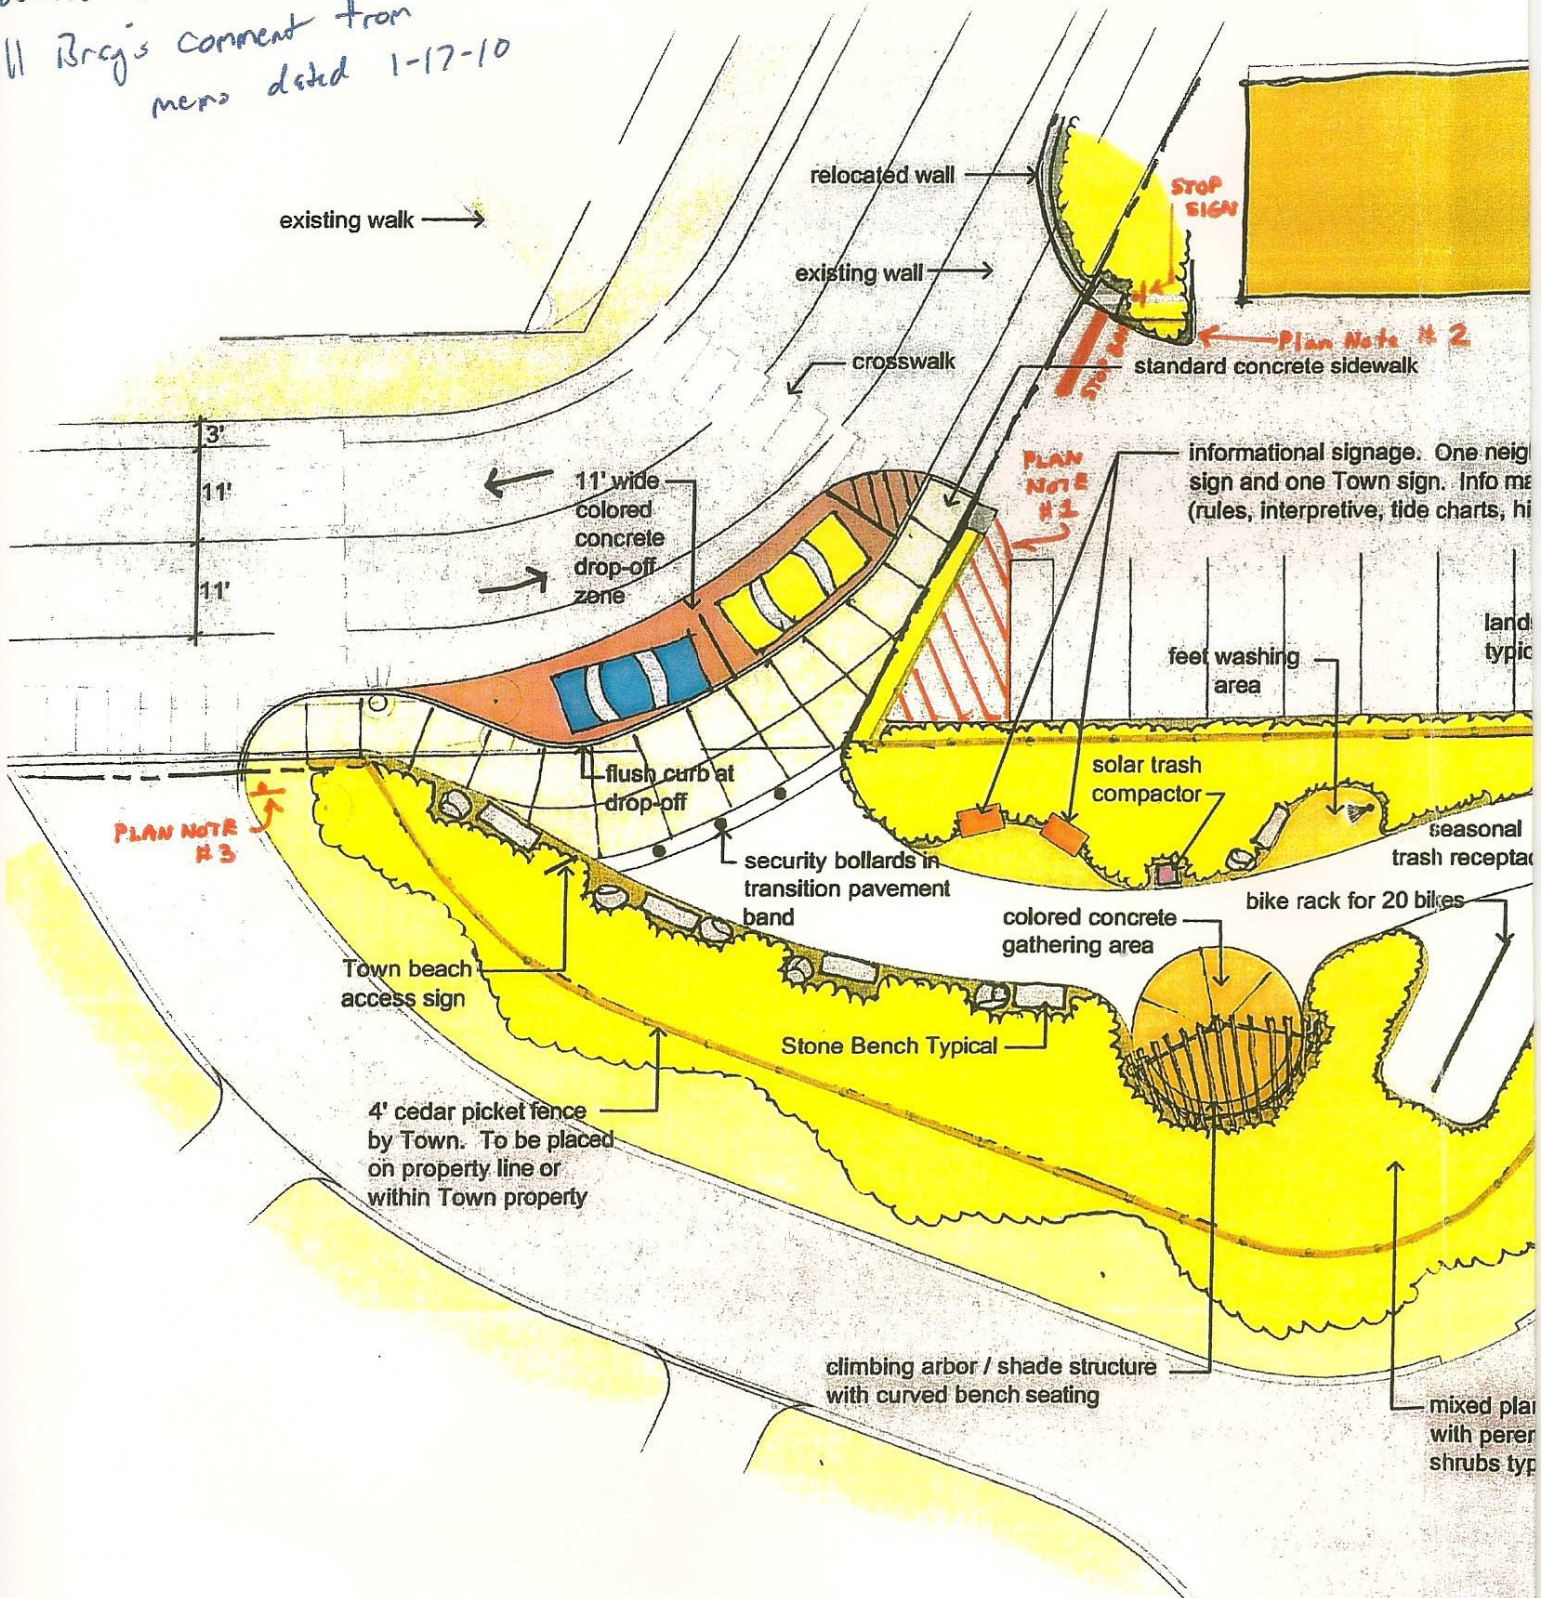 Bray's comment from
memo dated 1-17-10
relocated wall
STOP
SIGN
existing walk
existing wall
Plan Note # 2
crosswalk
STOP
standard concrete sidewalk
3'
11'
11'
11' wide
colored
concrete
drop-off
zone
PLAN
NOTE
#1
informational signage. One neig
sign and one Town sign. Info ma
(rules, interpretive, tide charts, hi
land
typic
feet washing
area
flush curb at
drop-off
solar trash
compactor
PLAN NOTE
#3
seasonal
trash recepta
security bollards in
transition pavement
band
bike rack for 20 bikes
colored concrete
gathering area
Town beach
access sign
Stone Bench Typical
4' cedar picket fence
by Town. To be placed
on property line or
within Town property
climbing arbor / shade structure
with curved bench seating
mixed pla
with peren
shrubs typ